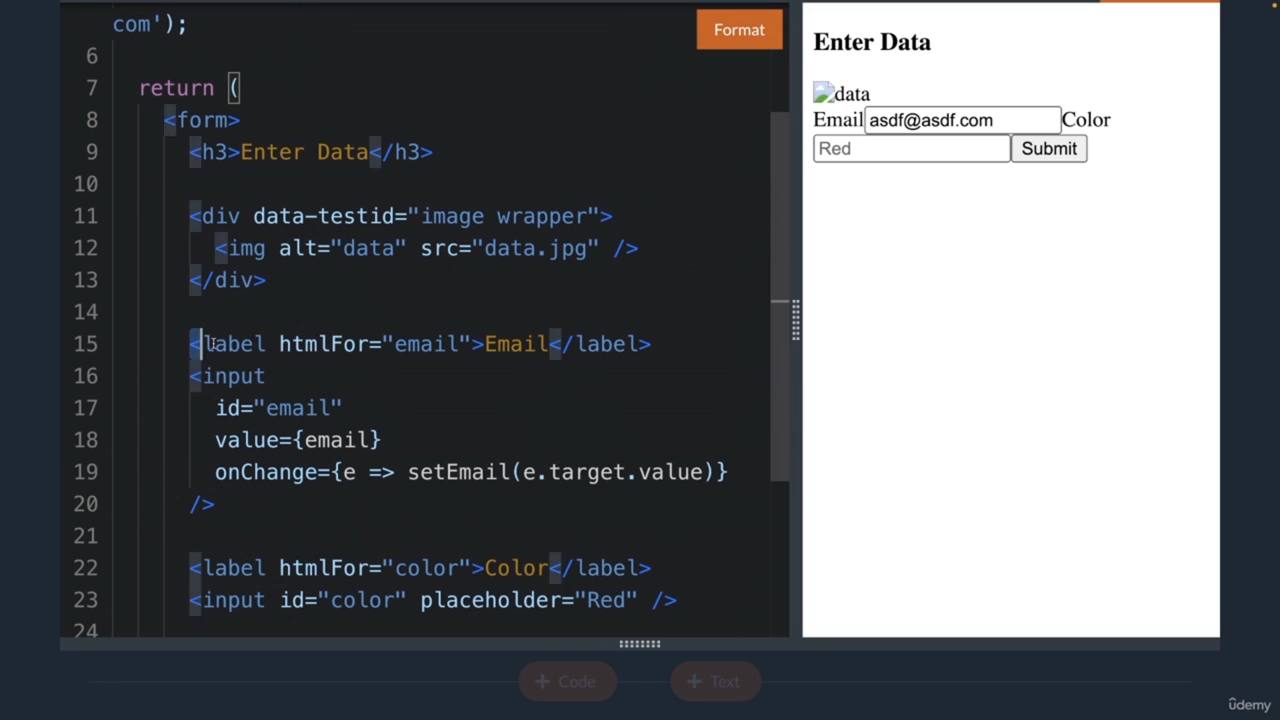 com');
Format
6
7 return (
8 <form>
9 <h3>Enter Data</h3>
10
11 <div data-testid="image wrapper">
12 <img alt="data" src="data.jpg" />
13 </div>
14
15 <label htmlFor="email">Email</label>
16 <input
17 id="email"
18 value={email}
19 onChange={e => setEmail(e.target.value)}
20 />
21
22 <label htmlFor="color">Color</label>
23 <input id="color" placeholder="Red" />
24
Enter Data
data
Email asdf@asdf.com Color
Red Submit
+ Code + Text
ûdemy